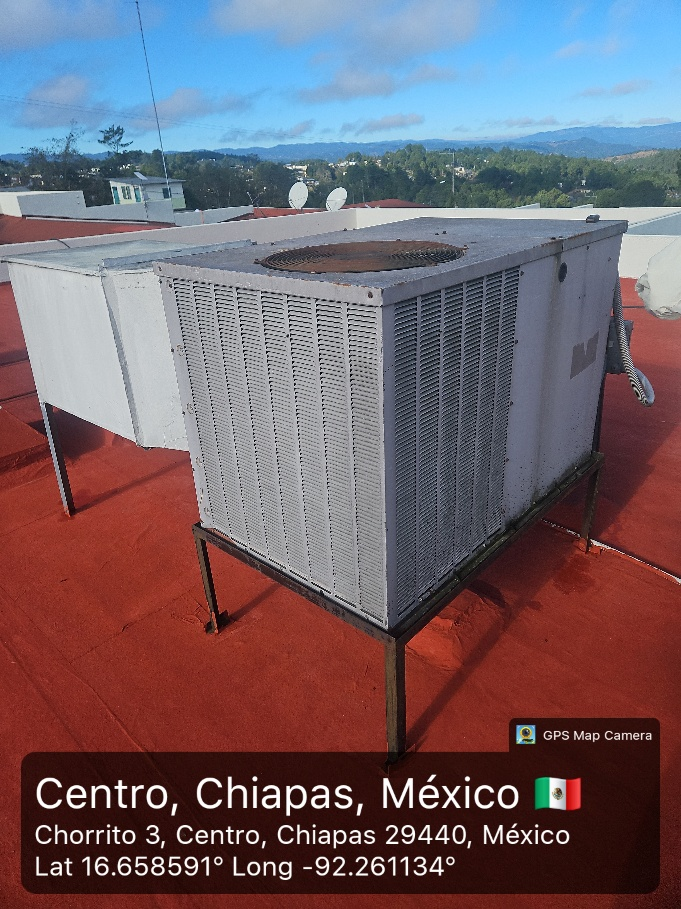 GPS Map Camera
Centro, Chiapas, México 🇲🇽
Chorrito 3, Centro, Chiapas 29440, México
Lat 16.658591° Long -92.261134°